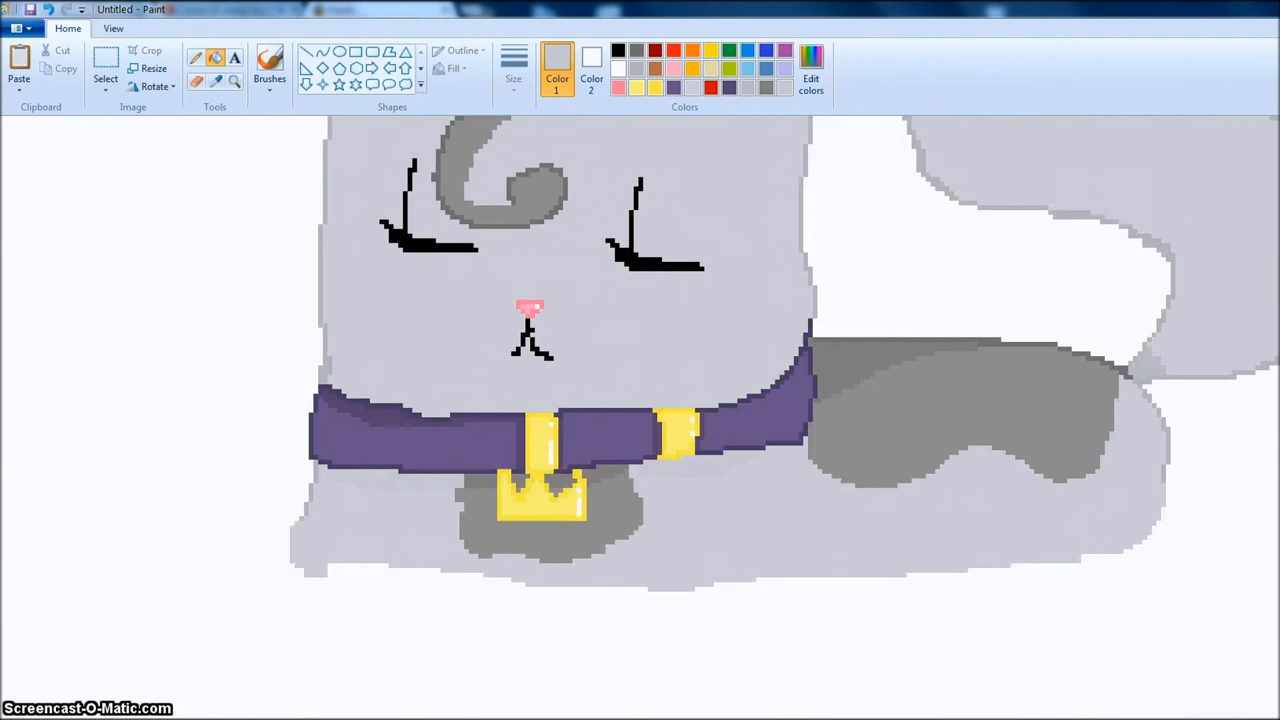 Untitled - Paint
Home View
Paste
Cut
Copy
Clipboard
Select
Crop
Resize
Rotate
Image
A
Tools
Brushes
Outline
Fill
Shapes
Size
Color 1
Color 2
Edit colors
Colors
Screencast-O-Matic.com